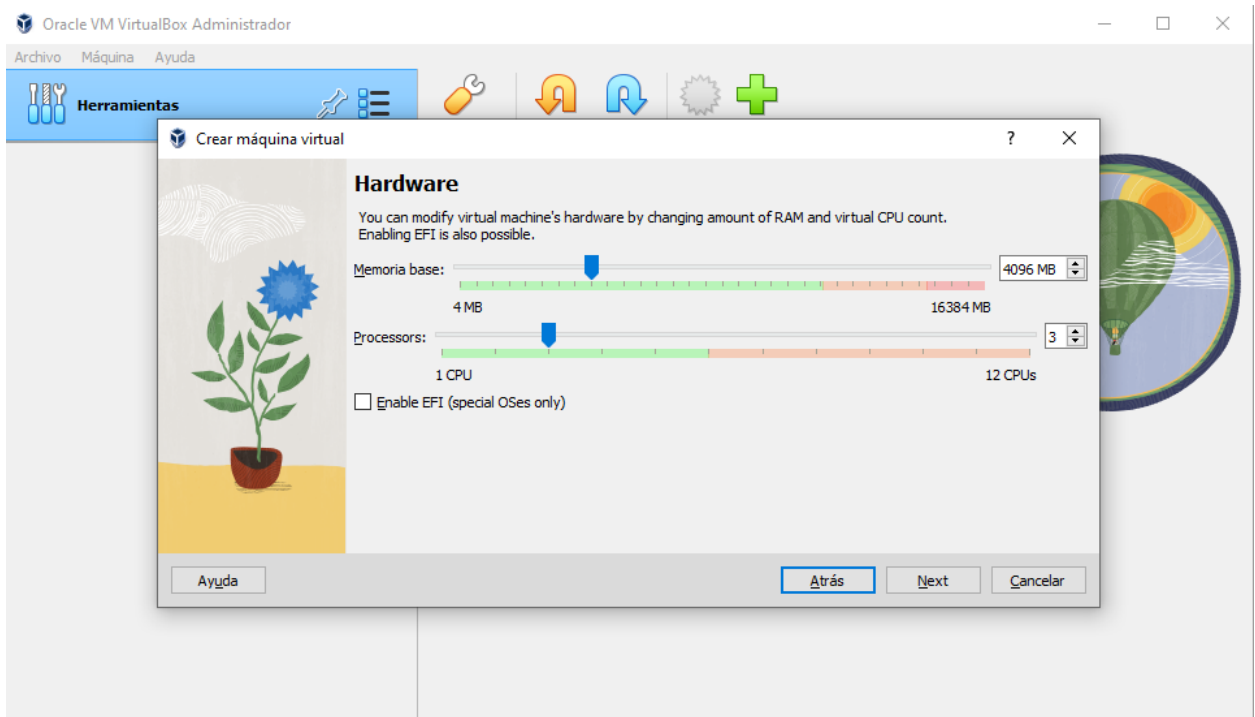 Oracle VM VirtualBox Administrador
Archivo Máquina Ayuda
Herramientas
Crear máquina virtual
?
Hardware
You can modify virtual machine's hardware by changing amount of RAM and virtual CPU count.
Enabling EFI is also possible.
Memoria base:
4096 MB
4 MB
16384 MB
Processors:
3
1 CPU
12 CPUs
Enable EFI (special OSes only)
Ayuda
Atrás
Next
Cancelar